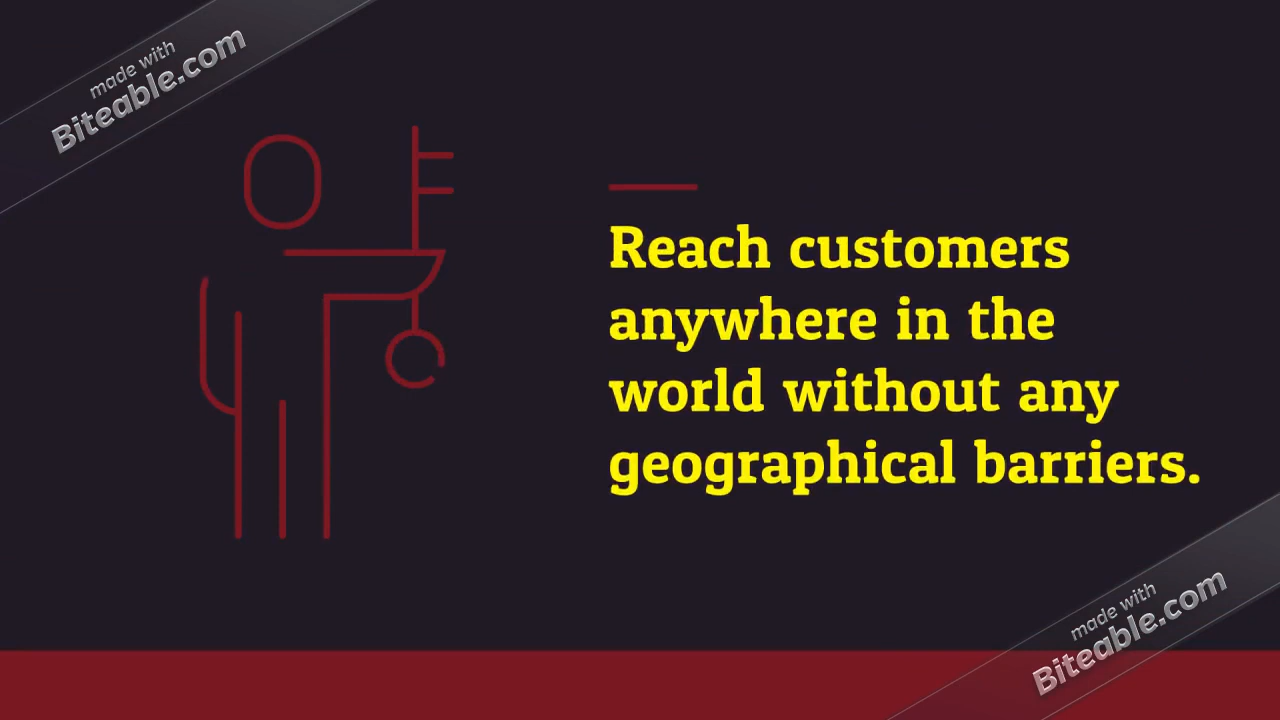 made with
Biteable.com
Reach customers
anywhere in the
world without any
geographical barriers.
made with
Biteable.com